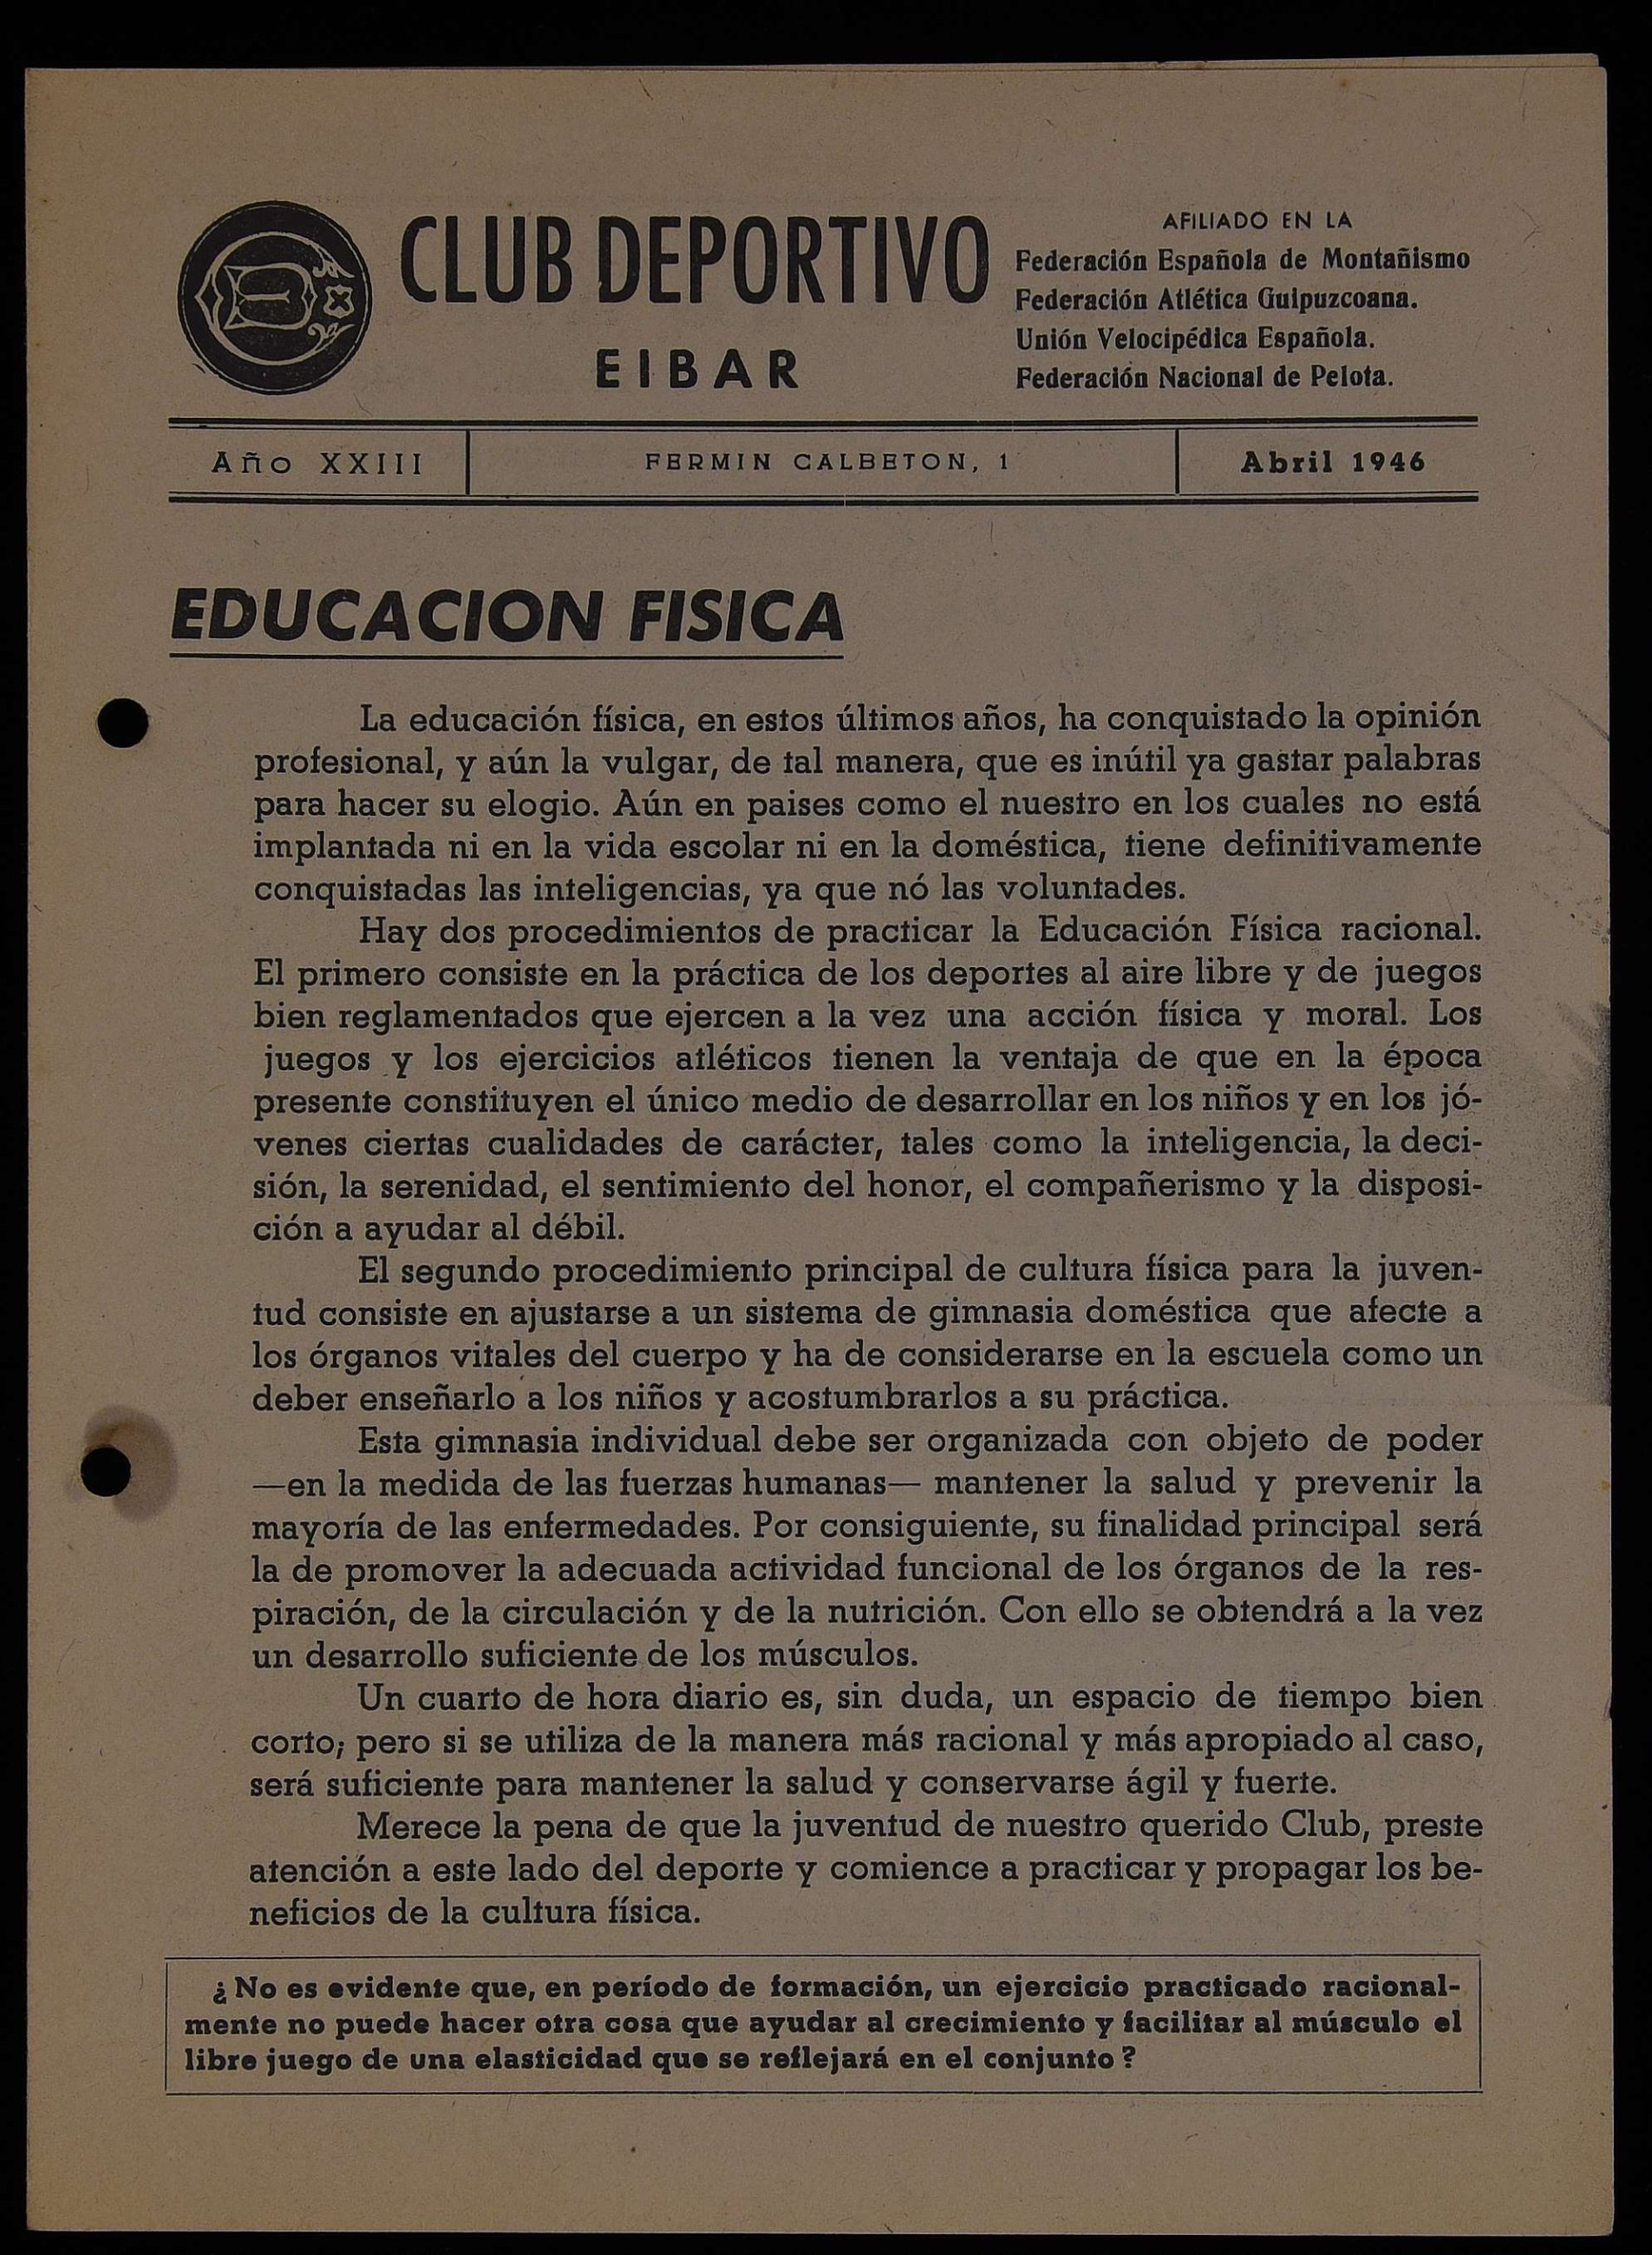 CLUB DEPORTIVO
EIBAR
AFILIADO EN LA
Federación Española de Montañismo
Federación Atlética Guipuzcoana.
Unión Velocipédica Española.
Federación Nacional de Pelota.
Año XXIII
FERMIN CALBETON, 1
Abril 1946
EDUCACION FISICA
La educación física, en estos últimos años, ha conquistado la opinión
profesional, y aún la vulgar, de tal manera, que es inútil ya gastar palabras
para hacer su elogio. Aún en paises como el nuestro en los cuales no está
implantada ni en la vida escolar ni en la doméstica, tiene definitivamente
conquistadas las inteligencias, ya que nó las voluntades.
Hay dos procedimientos de practicar la Educación Física racional.
El primero consiste en la práctica de los deportes al aire libre y de juegos
bien reglamentados que ejercen a la vez una acción física y moral. Los
juegos y los ejercicios atléticos tienen la ventaja de que en la época
presente constituyen el único medio de desarrollar en los niños y en los jó-
venes ciertas cualidades de carácter, tales como la inteligencia, la deci-
sión, la serenidad, el sentimiento del honor, el compañerismo y la disposi-
ción a ayudar al débil.
El segundo procedimiento principal de cultura física para la juven-
tud consiste en ajustarse a un sistema de gimnasia doméstica que afecte a
los órganos vitales del cuerpo y ha de considerarse en la escuela como un
deber enseñarlo a los niños y acostumbrarlos a su práctica.
Esta gimnasia individual debe ser organizada con objeto de poder
—en la medida de las fuerzas humanas— mantener la salud y prevenir la
mayoría de las enfermedades. Por consiguiente, su finalidad principal será
la de promover la adecuada actividad funcional de los órganos de la res-
piración, de la circulación y de la nutrición. Con ello se obtendrá a la vez
un desarrollo suficiente de los músculos.
Un cuarto de hora diario es, sin duda, un espacio de tiempo bien
corto; pero si se utiliza de la manera más racional y más apropiado al caso,
será suficiente para mantener la salud y conservarse ágil y fuerte.
Merece la pena de que la juventud de nuestro querido Club, preste
atención a este lado del deporte y comience a practicar y propagar los be-
neficios de la cultura física.
¿No es evidente que, en período de formación, un ejercicio practicado racional-
mente no puede hacer otra cosa que ayudar al crecimiento y facilitar al músculo el
libre juego de una elasticidad que se reflejará en el conjunto?